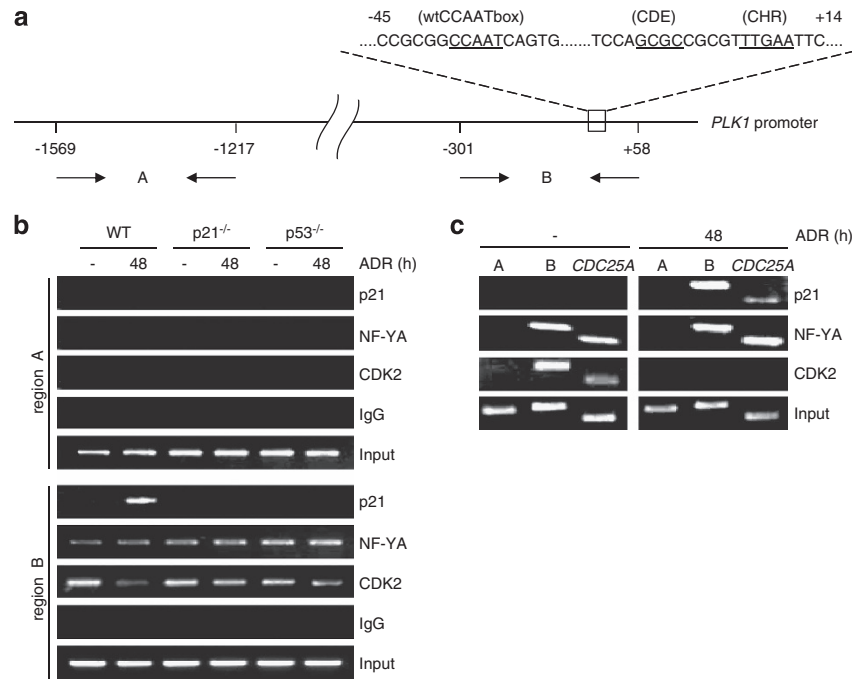 a
-45 (wtCCAATbox) (CDE) (CHR) +14
....CCGCGGCCAATCAGTG.......TCCAGCGCCGCGTTTGAATTC....
PLK1 promoter
-1569 -1217 -301 +58
A B
b
WT p21-/- p53-/-
- 48 - 48 - 48 ADR (h)
region A
p21
NF-YA
CDK2
IgG
Input
region B
p21
NF-YA
CDK2
IgG
Input
c
- 48 ADR (h)
A B CDC25A A B CDC25A
p21
NF-YA
CDK2
Input